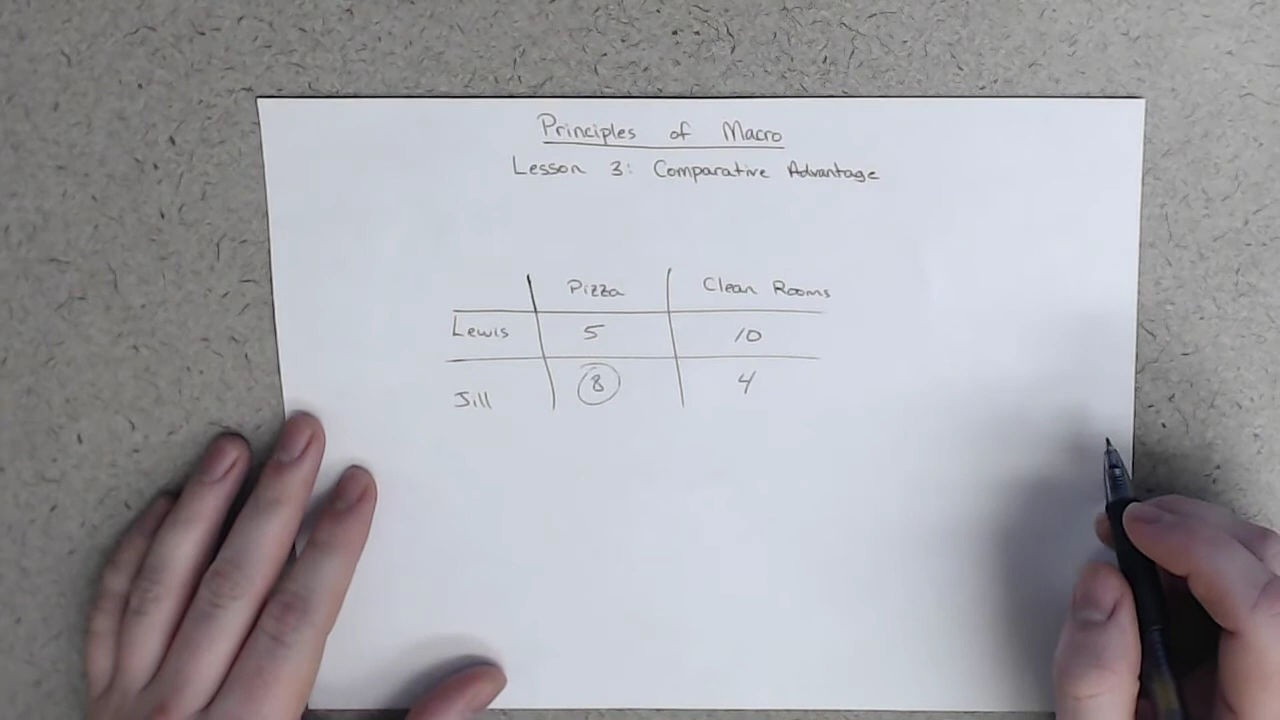 Principles of Macro
Lesson 3: Comparative Advantage
Pizza Clean Rooms
Lewis 5 10
Jill 8 4